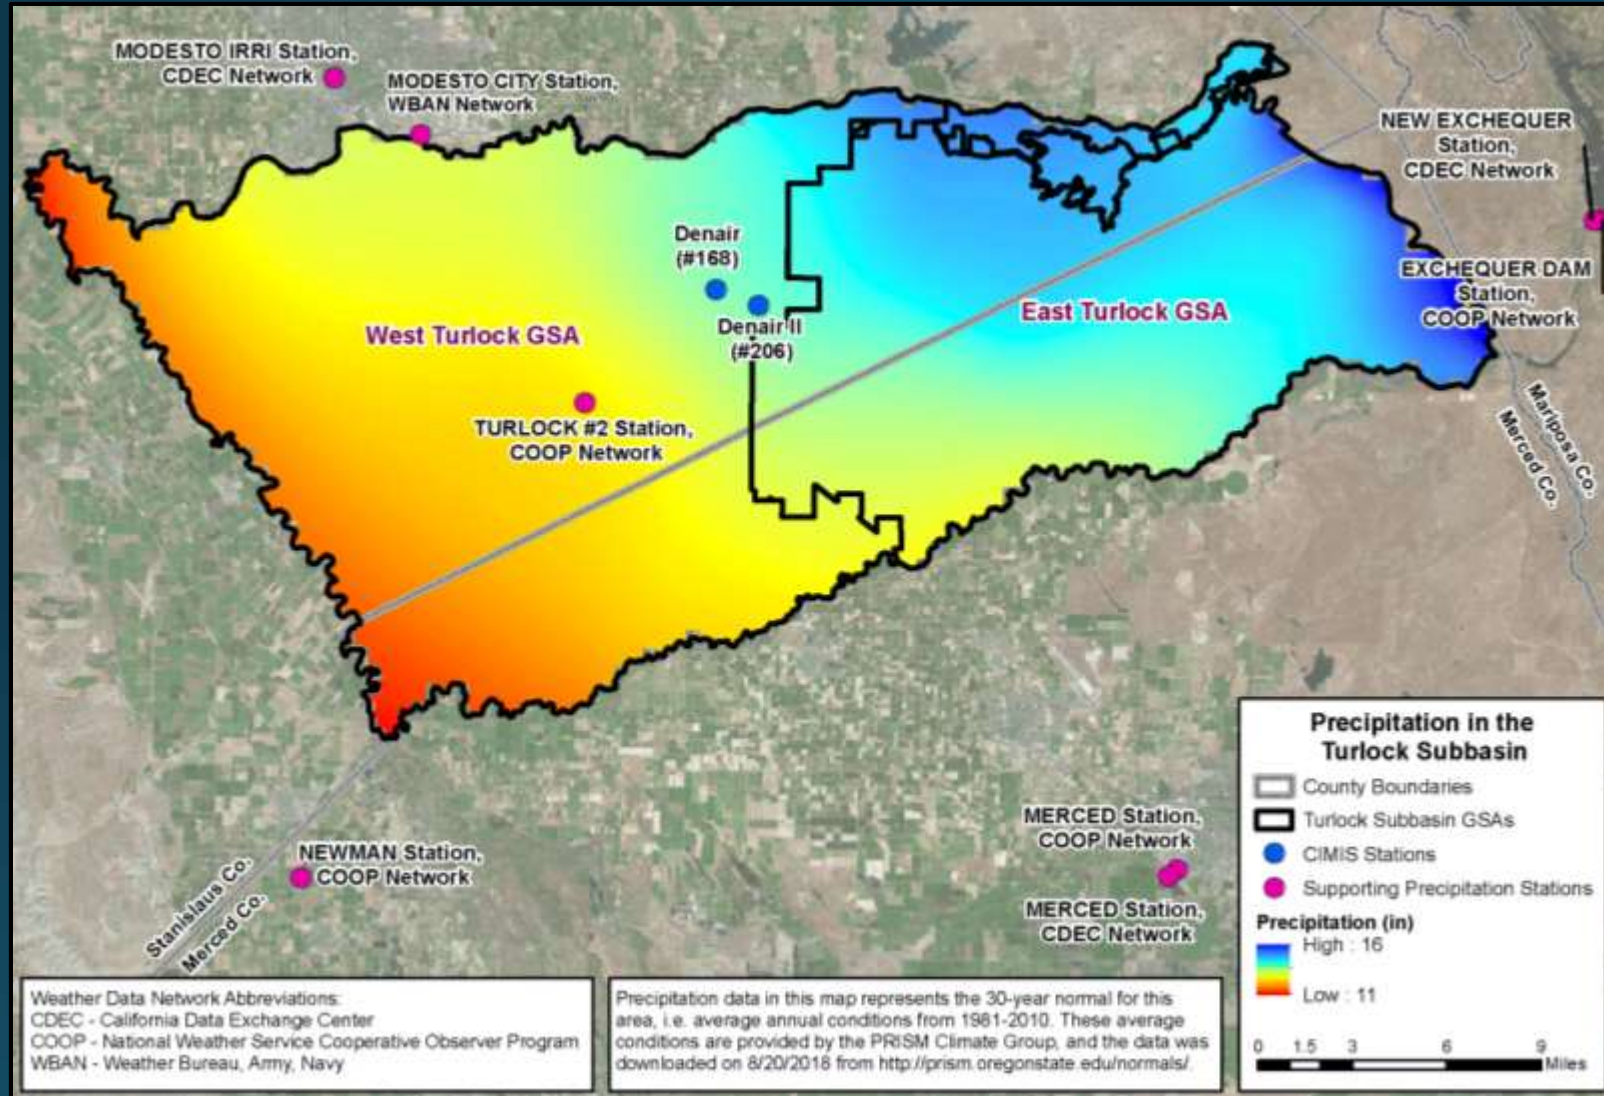 MODESTO IRRI Station,
CDEC Network
MODESTO CITY Station,
WBAN Network
NEW EXCHEQUER
Station,
CDEC Network
Denair
(#168)
EXCHEQUER DAM
Station,
COOP Network
West Turlock GSA
East Turlock GSA
Denair II
(#206)
TURLOCK #2 Station,
COOP Network
Mariposa Co.
Merced Co.
Stanislaus Co.
Merced Co.
NEWMAN Station,
COOP Network
MERCED Station,
COOP Network
MERCED Station,
CDEC Network
Precipitation in the
Turlock Subbasin
County Boundaries
Turlock Subbasin GSAs
CIMIS Stations
Supporting Precipitation Stations
Precipitation (in)
High : 16
Low : 11
0 1.5 3 6 9
Miles
Weather Data Network Abbreviations:
CDEC - California Data Exchange Center
COOP - National Weather Service Cooperative Observer Program
WBAN - Weather Bureau, Army, Navy
Precipitation data in this map represents the 30-year normal for this
area, i.e. average annual conditions from 1981-2010. These average
conditions are provided by the PRISM Climate Group, and the data was
downloaded on 8/20/2018 from http://prism.oregonstate.edu/normals/.